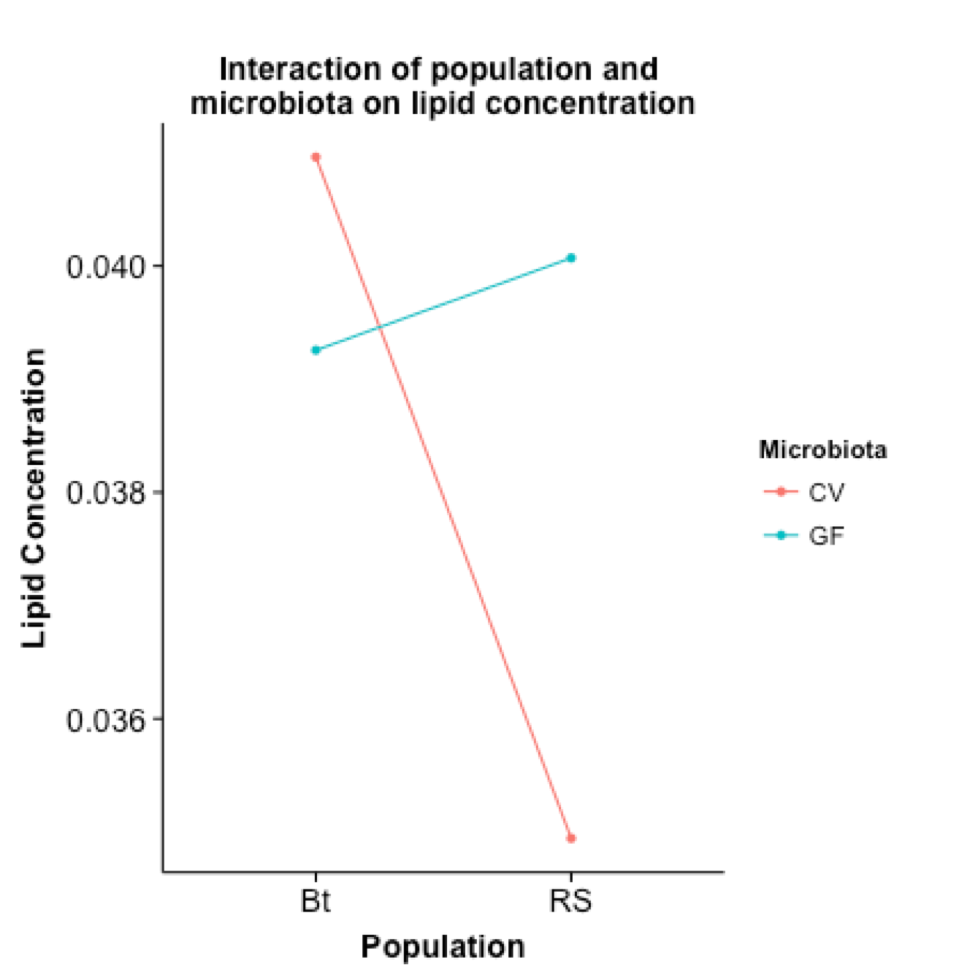 Interaction of population and
microbiota on lipid concentration
0.040
0.038
0.036
Lipid Concentration
Bt
RS
Population
Microbiota
CV
GF